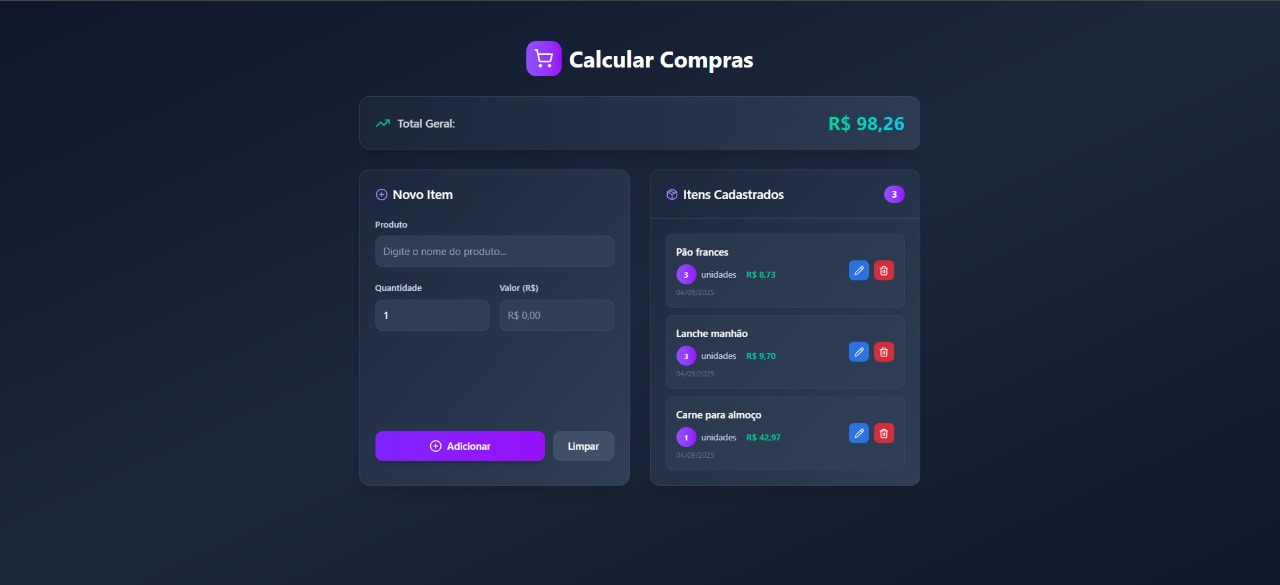 Calcular Compras
Total Geral:
R$ 98,26
Novo Item
Produto
Digite o nome do produto...
Quantidade
Valor (R$)
1
R$ 0,00
Adicionar
Limpar
Itens Cadastrados
3
Pão frances
3 unidades R$ 8,73
04/09/2025
Lanche manhão
3 unidades R$ 9,70
04/09/2025
Carne para almoço
1 unidades R$ 42,97
04/09/2025